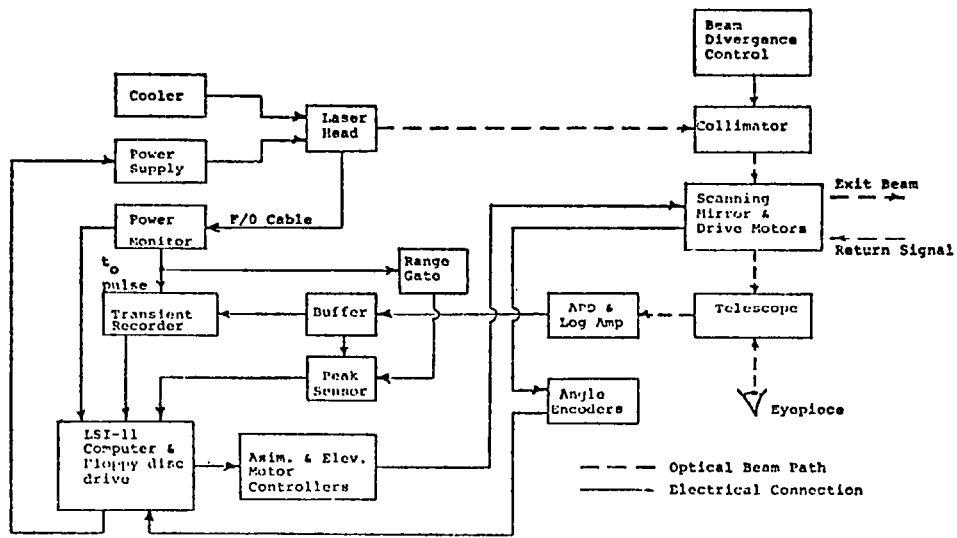 Beam
Divergance
Control
Cooler
Laser
Head
Collimator
Power
Supply
Exit Beam
Scanning
Mirror &
Drive Motors
Return Signal
F/O Cable
Power
Monitor
to
pulse
Range
Gate
Transient
Recorder
Buffer
APD &
Log Amp
Telescope
Peak
Sensor
Angle
Encoders
Eyepiece
LSI-11
Computer &
Floppy disc
drive
Azim. & Elev.
Motor
Controllers
Optical Beam Path
Electrical Connection